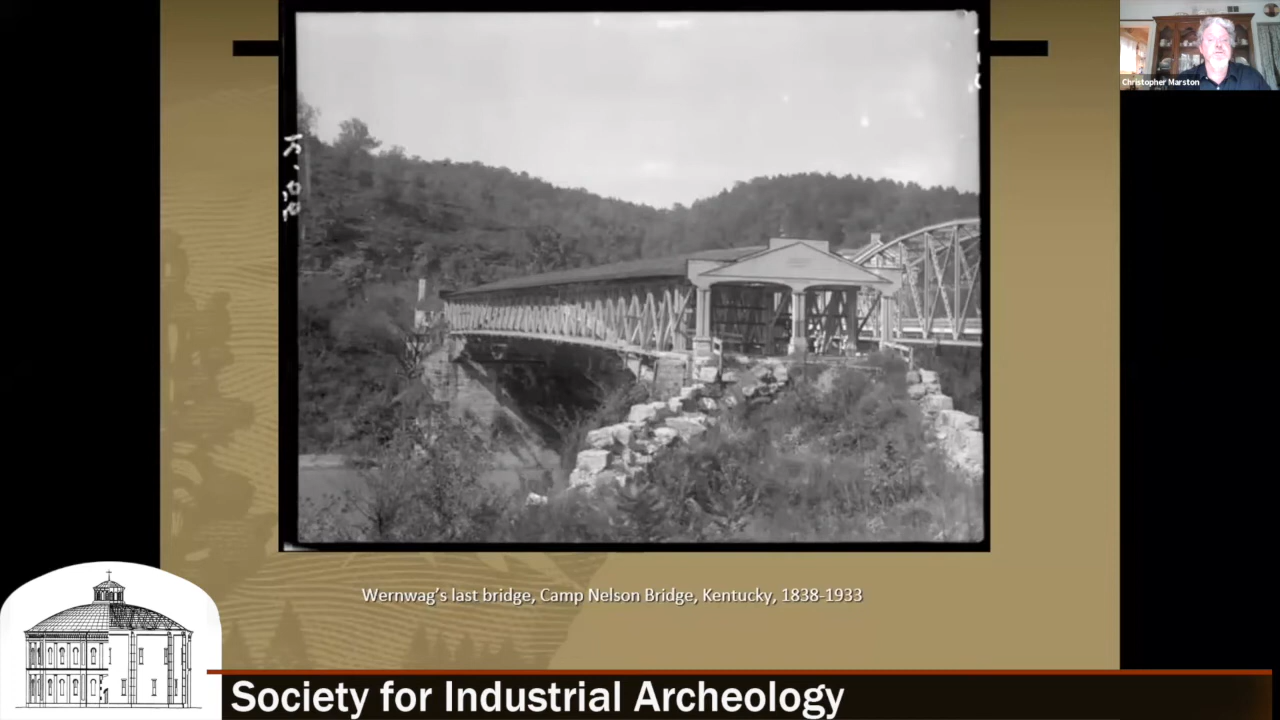 Christopher Marston
Wernwag's last bridge, Camp Nelson Bridge, Kentucky, 1838-1933
Society for Industrial Archeology